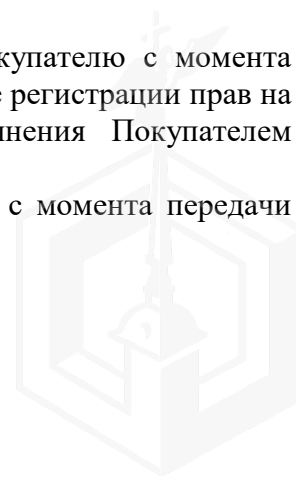 купателю с момента
е регистрации прав на
нения Покупателем
с момента передачи